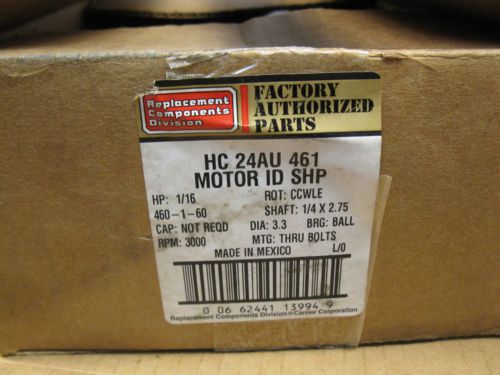 Replacement
Components
Division
FACTORY
AUTHORIZED
PARTS
HC 24AU 461
MOTOR ID SHP
HP: 1/16 ROT: CCWLE
460-1-60 SHAFT: 1/4 X 2.75
CAP: NOT REQD DIA: 3.3 BRG: BALL
RPM: 3000 MTG: THRU BOLTS
MADE IN MEXICO L/0
0 06 62441 13994 9
Replacement Components Division Carrier Corporation